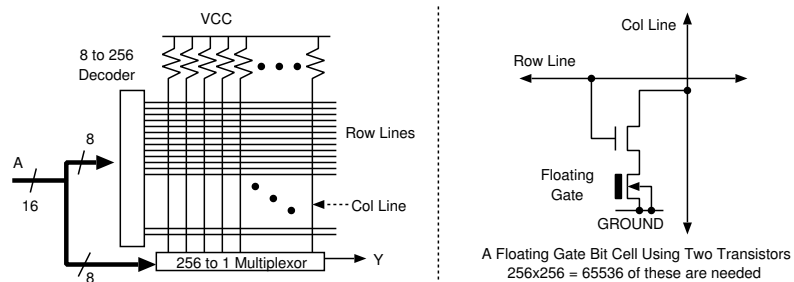 VCC
8 to 256
Decoder
Row Lines
8
A
16
Col Line
8
256 to 1 Multiplexor
Y
Col Line
Row Line
Floating
Gate
GROUND
A Floating Gate Bit Cell Using Two Transistors
256x256 = 65536 of these are needed